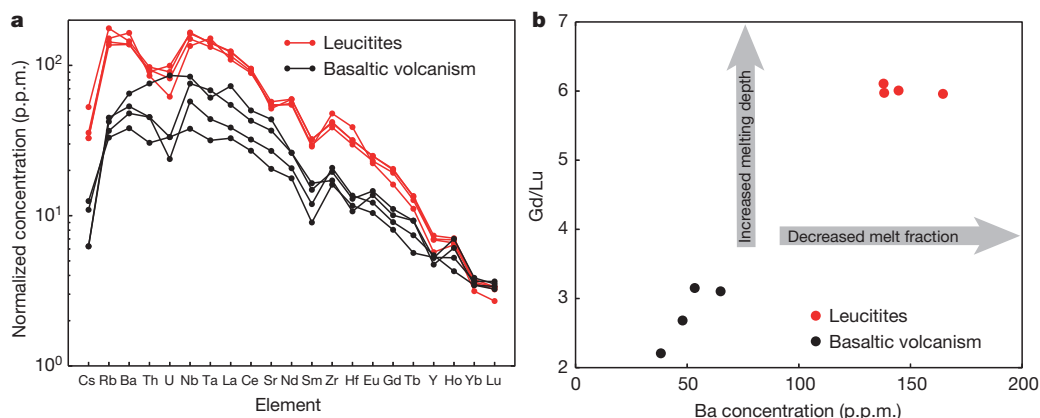 a
Normalized concentration (p.p.m.)
10²
10¹
10⁰
Leucitites
Basaltic volcanism
Cs Rb Ba Th U Nb Ta La Ce Sr Nd Sm Zr Hf Eu Gd Tb Y Ho Yb Lu
Element
b
Gd/Lu
7
6
5
4
3
2
Increased melting depth
Decreased melt fraction
Leucitites
Basaltic volcanism
0 50 100 150 200
Ba concentration (p.p.m.)